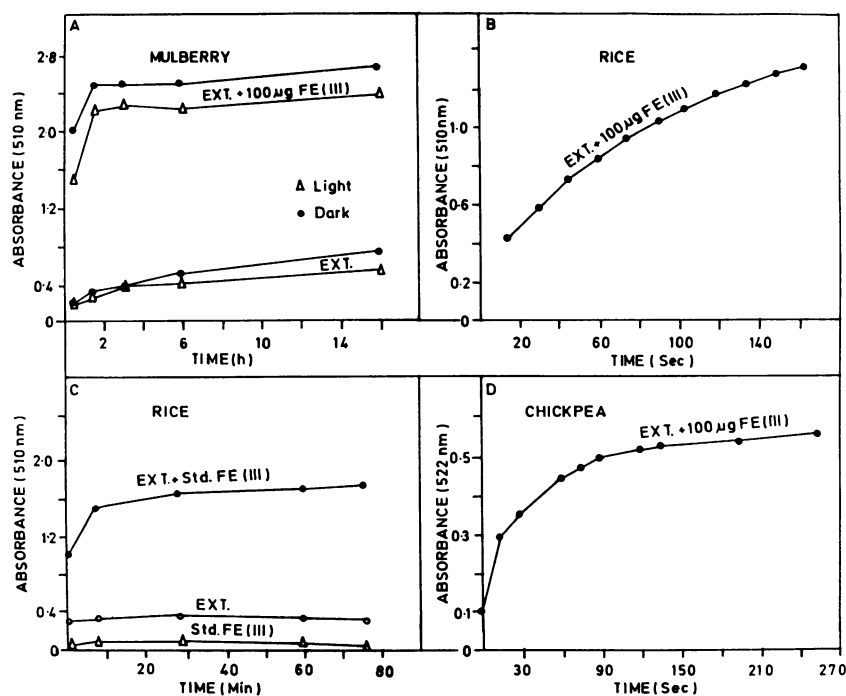 A
MULBERRY
ABSORBANCE (510 nm)
2·8
2·0
1·2
0·4
0
EXT. + 100 µg FE (III)
Δ Light
• Dark
EXT.
2
6
10
14
TIME (h)
B
RICE
ABSORBANCE (510nm)
1·0
0·6
0·2
0
EXT. + 100 µg FE (III)
20
60
100
140
TIME ( Sec)
C
RICE
ABSORBANCE (510 nm)
2·0
1·2
0·4
0
EXT. + Std. FE (III)
EXT.
Std. FE (III)
20
40
60
80
TIME (Min)
D
CHICKPEA
ABSORBANCE (522 nm)
0·5
0·3
0·1
0
EXT. + 100 µg FE (III)
30
90
150
210
270
TIME (Sec)